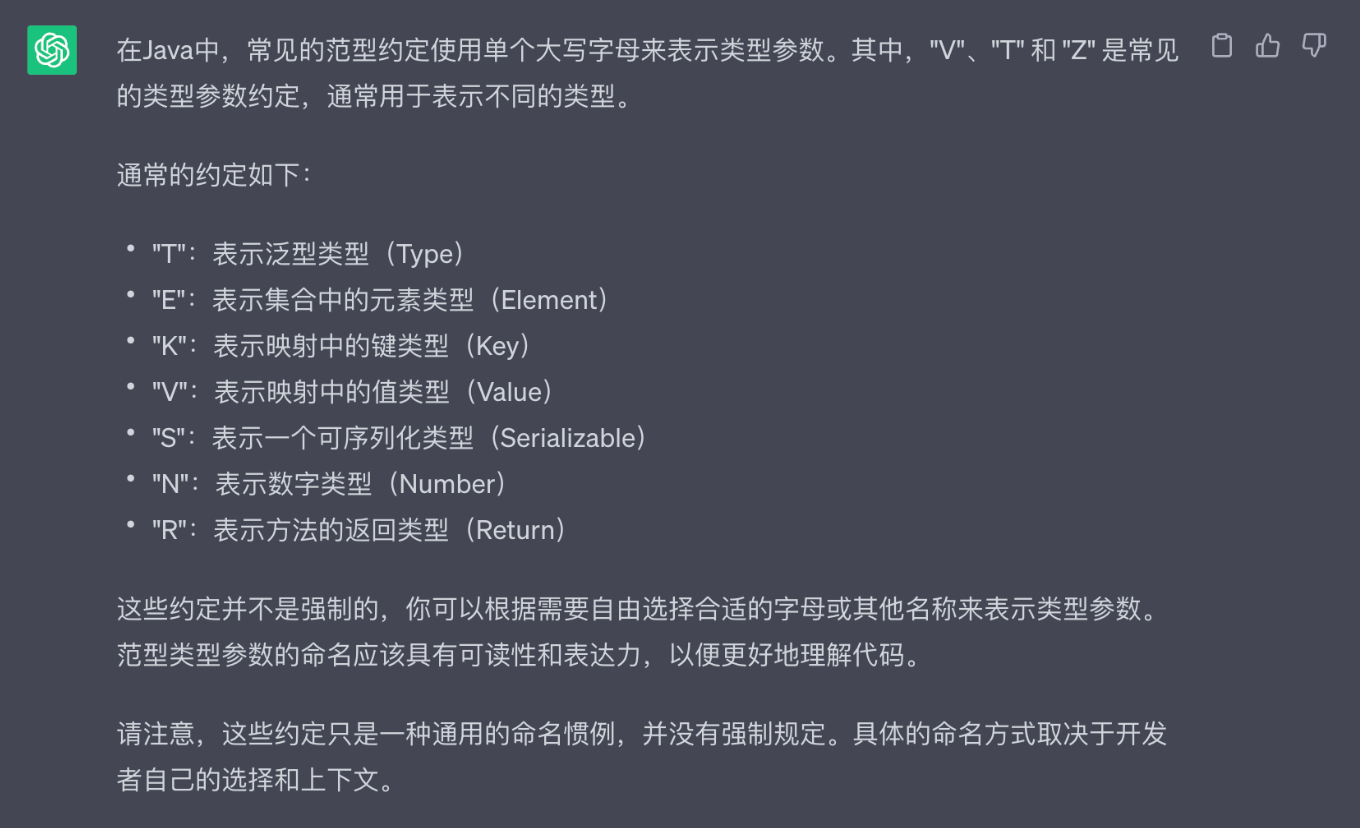 在Java中，常见的范型约定使用单个大写字母来表示类型参数。其中，"V"、"T" 和 "Z" 是常见
的类型参数约定，通常用于表示不同的类型。
通常的约定如下：
• "T"：表示泛型类型（Type）
• "E"：表示集合中的元素类型（Element）
• "K"：表示映射中的键类型（Key）
• "V"：表示映射中的值类型（Value）
• "S"：表示一个可序列化类型（Serializable）
• "N"：表示数字类型（Number）
• "R"：表示方法的返回类型（Return）
这些约定并不是强制的，你可以根据需要自由选择合适的字母或其他名称来表示类型参数。
范型类型参数的命名应该具有可读性和表达力，以便更好地理解代码。
请注意，这些约定只是一种通用的命名惯例，并没有强制规定。具体的命名方式取决于开发
者自己的选择和上下文。